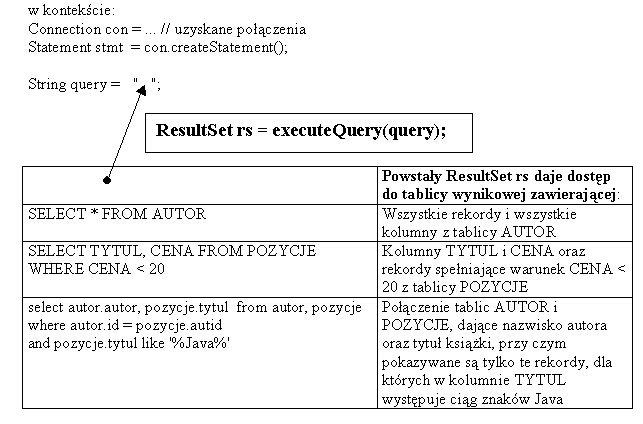 w kontekście:
Connection con = ... // uzyskane połączenia
Statement stmt = con.createStatement();
String query = " . ";
ResultSet rs = executeQuery(query);
Powstały ResultSet rs daje dostęp
do tablicy wynikowej zawierającej:
SELECT * FROM AUTOR
Wszystkie rekordy i wszystkie
kolumny z tablicy AUTOR
SELECT TYTUL, CENA FROM POZYCJE
WHERE CENA < 20
Kolumny TYTUL i CENA oraz
rekordy spełniające warunek CENA <
20 z tablicy POZYCJE
select autor.autor, pozycje.tytul from autor, pozycje
where autor.id = pozycje.autid
and pozycje.tytul like '%Java%'
Połączenie tablic AUTOR i
POZYCJE, dające nazwisko autora
oraz tytuł książki, przy czym
pokazywane są tylko te rekordy, dla
których w kolumnie TYTUL
występuje ciąg znaków Java